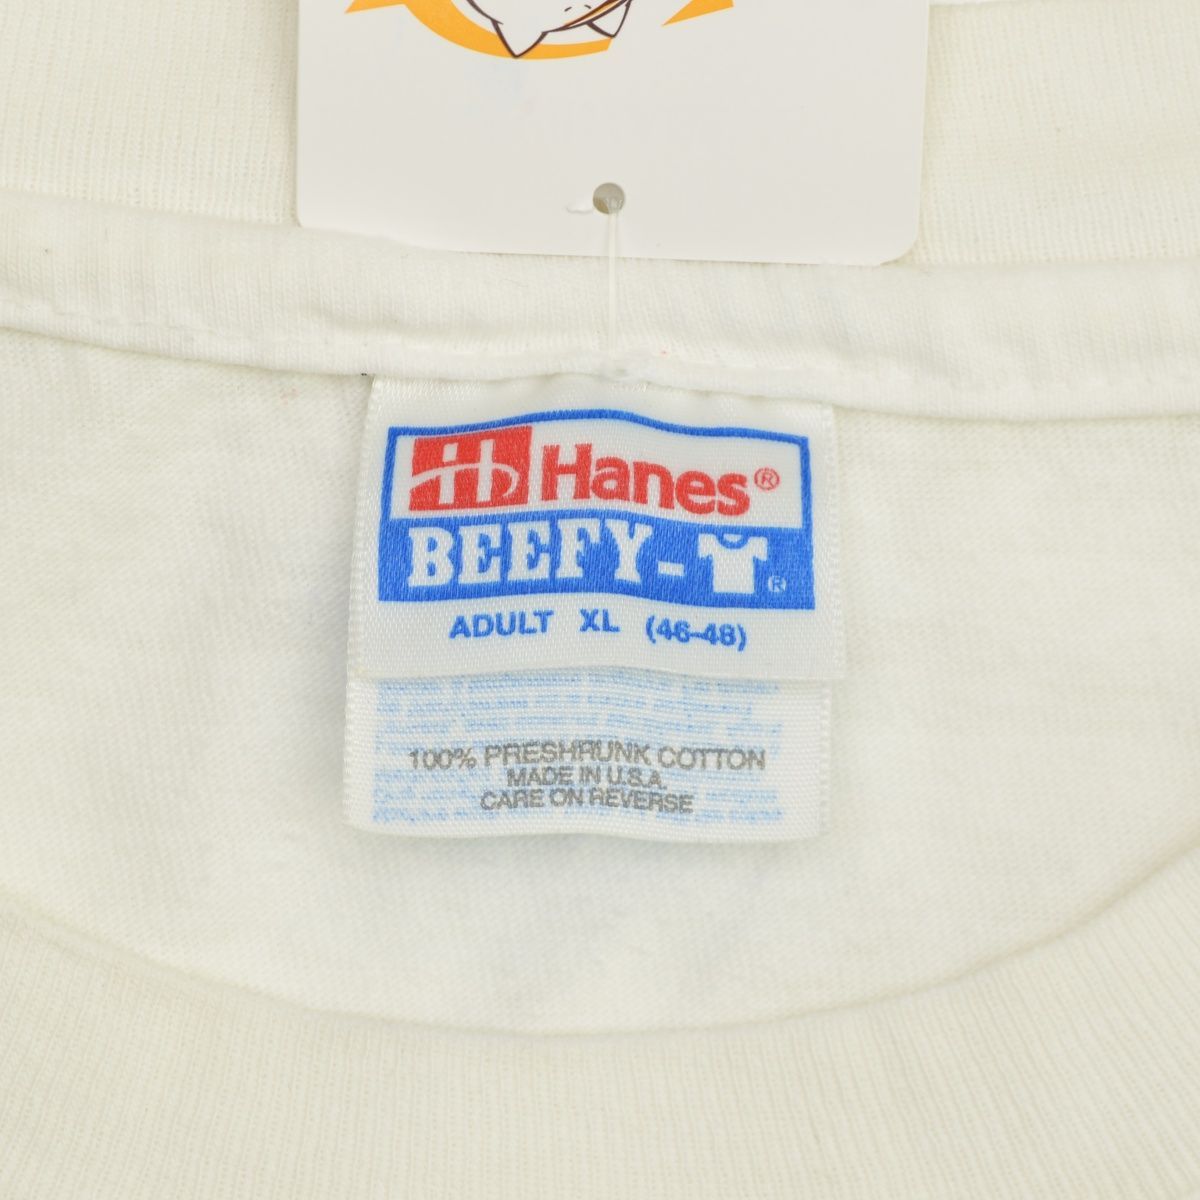 Hanes®
BEEFY-T®
ADULT XL (46-48)
100% PRESHRUNK COTTON
MADE IN U.S.A.
CARE ON REVERSE